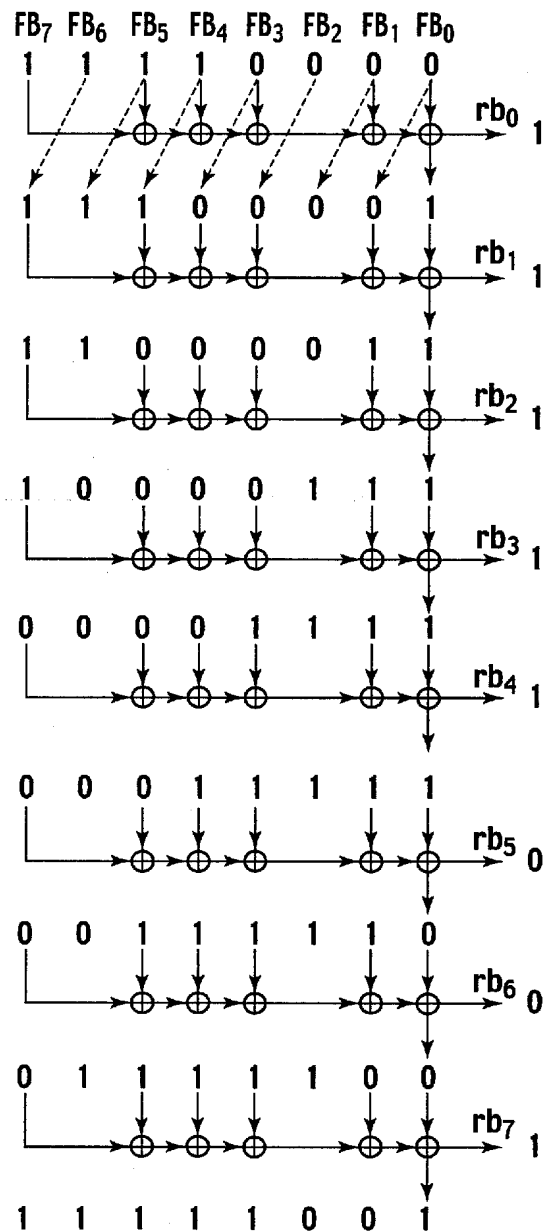 FB₇ FB₆ FB₅ FB₄ FB₃ FB₂ FB₁ FB₀
1 1 1 1 0 0 0 0
rb₀ 1
1 1 1 0 0 0 0 1
rb₁ 1
1 1 0 0 0 0 1 1
rb₂ 1
1 0 0 0 0 1 1 1
rb₃ 1
0 0 0 0 1 1 1 1
rb₄ 1
0 0 0 1 1 1 1 1
rb₅ 0
0 0 1 1 1 1 1 0
rb₆ 0
0 1 1 1 1 1 0 0
rb₇ 1
1 1 1 1 1 0 0 1